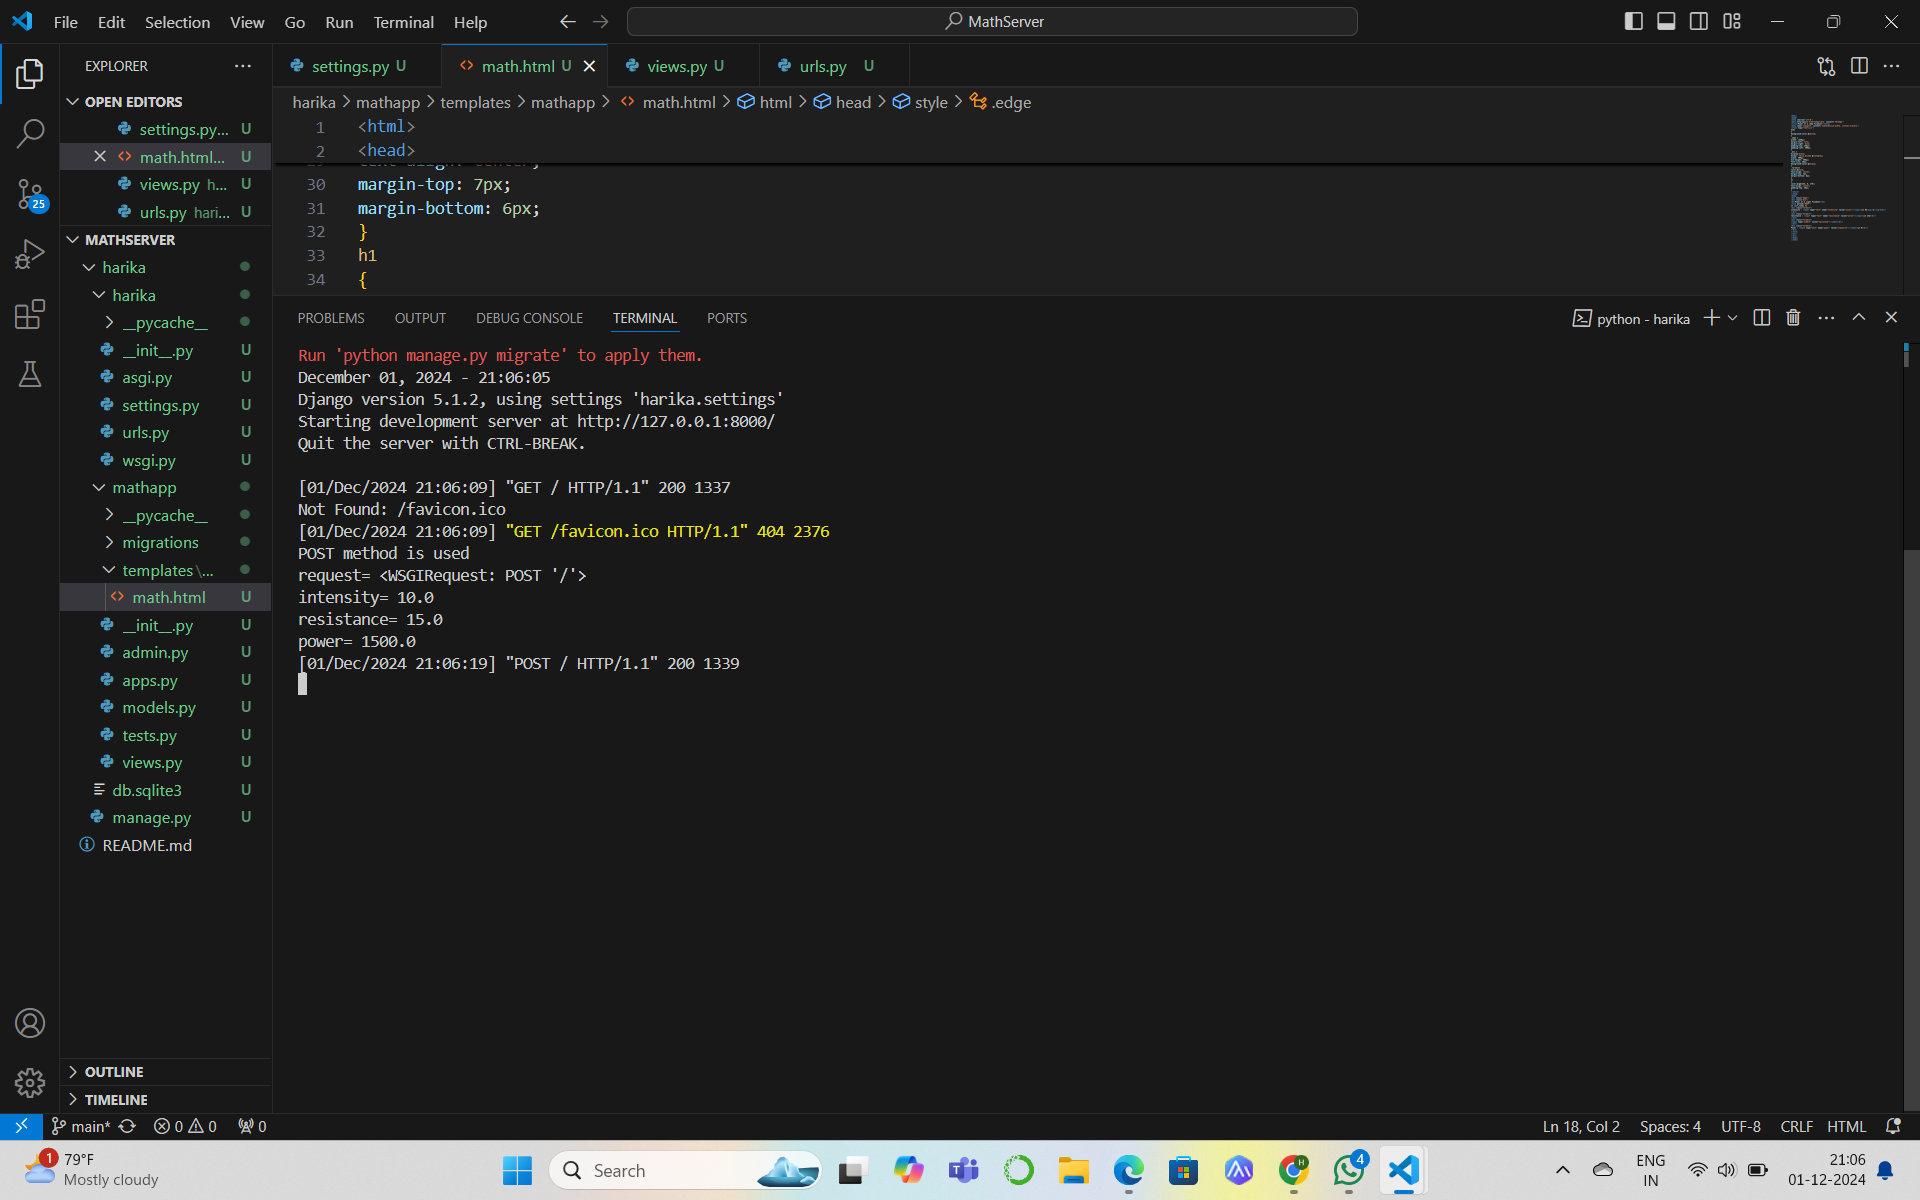 File Edit Selection View Go Run Terminal Help
MathServer
EXPLORER
OPEN EDITORS
settings.py... U
math.html... U
views.py h... U
urls.py hari... U
MATHSERVER
harika
harika
__pycache__
__init__.py U
asgi.py U
settings.py U
urls.py U
wsgi.py U
mathapp
__pycache__
migrations
templates\...
math.html U
__init__.py U
admin.py U
apps.py U
models.py U
tests.py U
views.py U
db.sqlite3 U
manage.py U
README.md
OUTLINE
TIMELINE
25
settings.py U math.html U views.py U urls.py U
harika > mathapp > templates > mathapp > math.html > html > head > style > .edge
1 <html>
2 <head>
30 margin-top: 7px;
31 margin-bottom: 6px;
32 }
33 h1
34 {
PROBLEMS OUTPUT DEBUG CONSOLE TERMINAL PORTS
python - harika
Run 'python manage.py migrate' to apply them.
December 01, 2024 - 21:06:05
Django version 5.1.2, using settings 'harika.settings'
Starting development server at http://127.0.0.1:8000/
Quit the server with CTRL-BREAK.
[01/Dec/2024 21:06:09] "GET / HTTP/1.1" 200 1337
Not Found: /favicon.ico
[01/Dec/2024 21:06:09] "GET /favicon.ico HTTP/1.1" 404 2376
POST method is used
request= <WSGIRequest: POST '/'>
intensity= 10.0
resistance= 15.0
power= 1500.0
[01/Dec/2024 21:06:19] "POST / HTTP/1.1" 200 1339
main* 0 0 0
Ln 18, Col 2 Spaces: 4 UTF-8 CRLF HTML
1
79°F
Mostly cloudy
Search
H
4
ENG
IN
21:06
01-12-2024